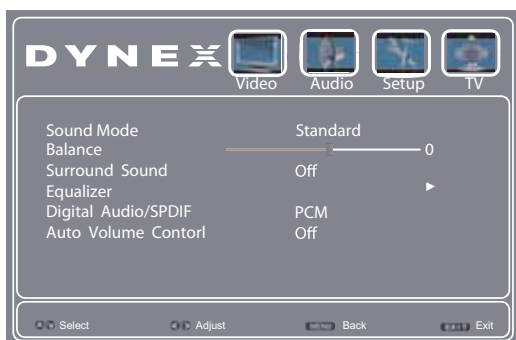 DYNEX
Video Audio Setup TV
Sound Mode Standard
Balance 0
Surround Sound Off
Equalizer
Digital Audio/SPDIF PCM
Auto Volume Contorl Off
Select Adjust MENU Back Exit